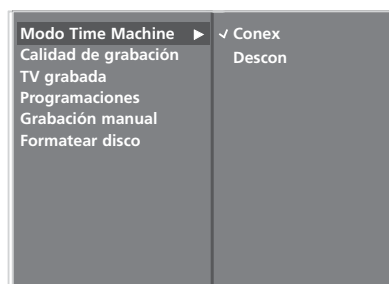 Modo Time Machine ▶ ✓ Conex
Calidad de grabación Descon
TV grabada
Programaciones
Grabación manual
Formatear disco